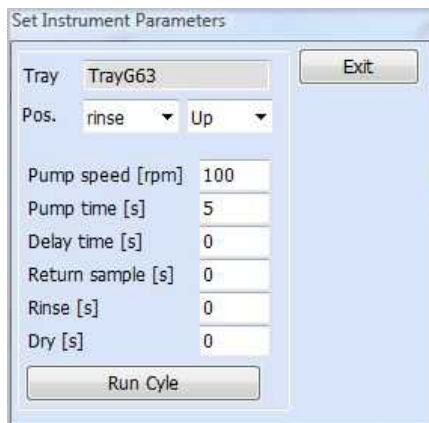 Set Instrument Parameters
Exit
Tray TrayG63
Pos. rinse Up
Pump speed [rpm] 100
Pump time [s] 5
Delay time [s] 0
Return sample [s] 0
Rinse [s] 0
Dry [s] 0
Run Cyle